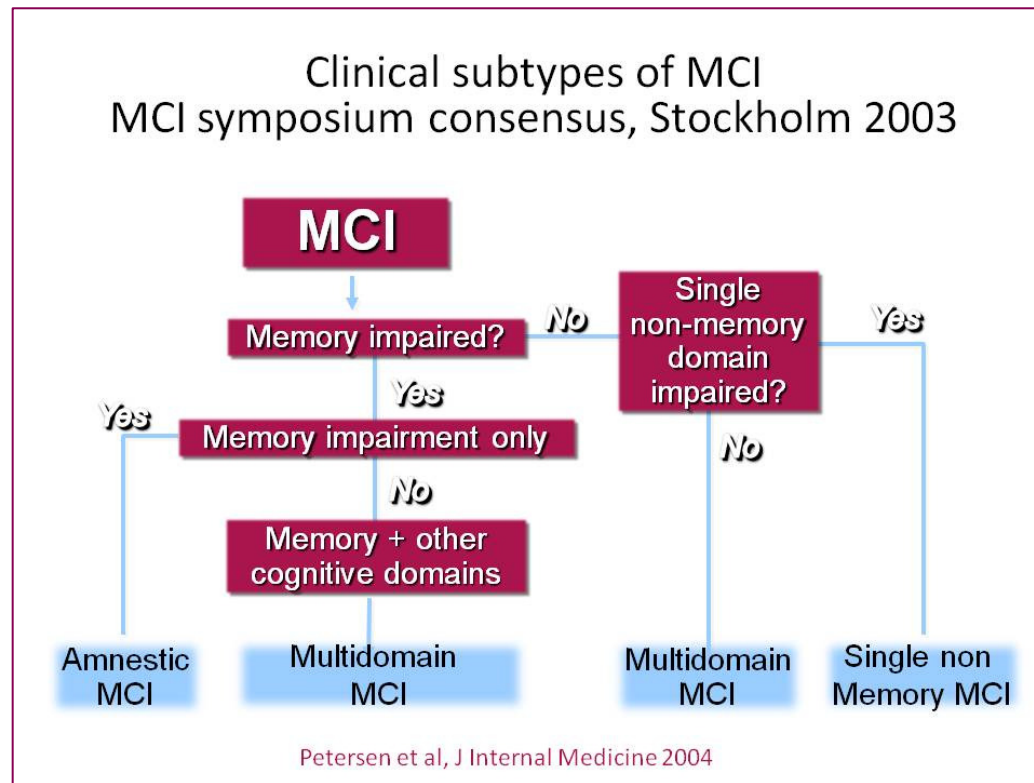 Clinical subtypes of MCI
MCI symposium consensus, Stockholm 2003
MCI
Memory impaired?
No
Single
non-memory
domain
impaired?
Yes
Yes
Yes
Memory impairment only
No
No
Memory + other
cognitive domains
Amnestic
MCI
Multidomain
MCI
Multidomain
MCI
Single non
Memory MCI
Petersen et al, J Internal Medicine 2004